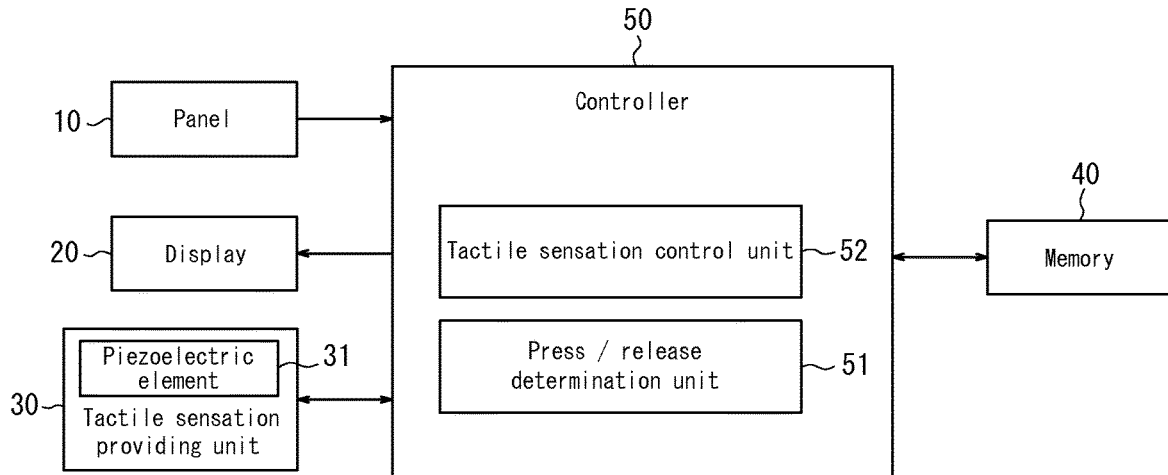 50
Controller
10
Panel
20
Display
Piezoelectric
element
31
30
Tactile sensation
providing unit
Tactile sensation control unit
52
Press / release
determination unit
51
40
Memory